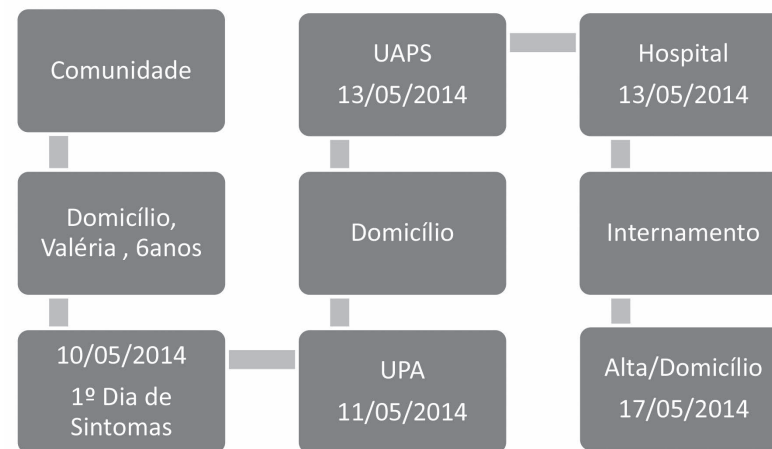 Comunidade
Domicílio,
Valéria , 6anos
10/05/2014
1º Dia de
Sintomas
UPA
11/05/2014
Domicílio
UAPS
13/05/2014
Hospital
13/05/2014
Internamento
Alta/Domicílio
17/05/2014